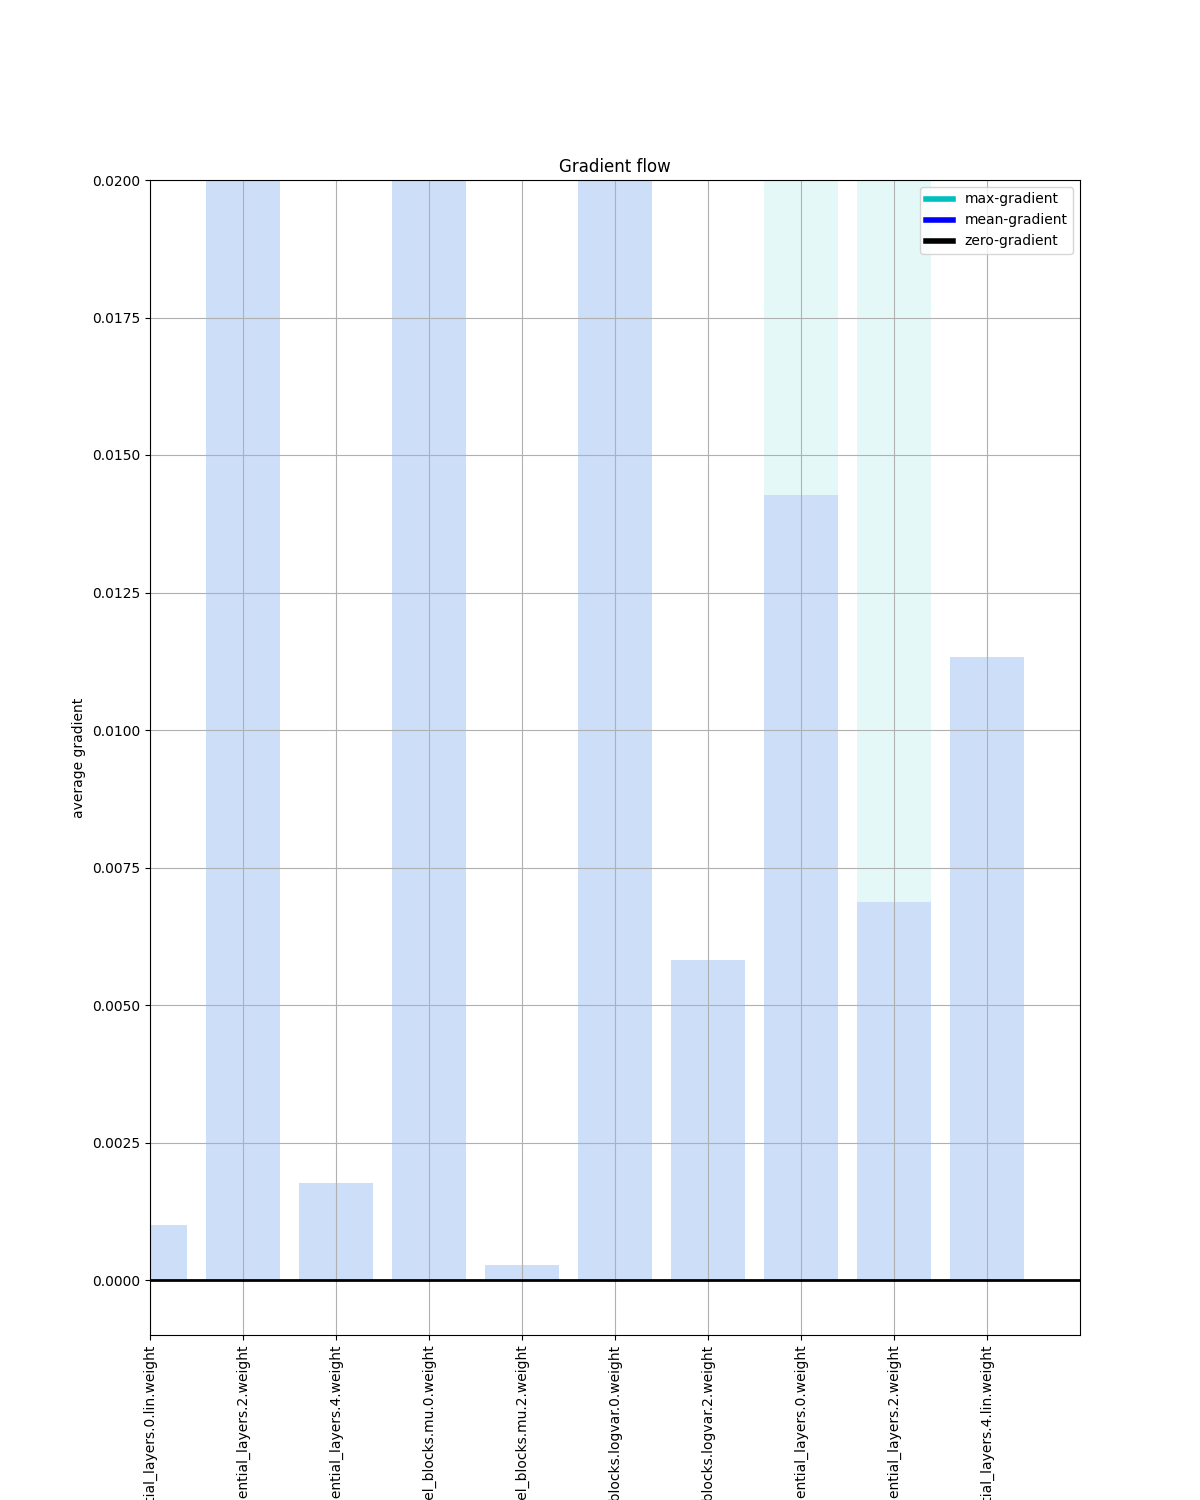 Gradient flow
max-gradient
mean-gradient
zero-gradient
0.0200
0.0175
0.0150
0.0125
0.0100
0.0075
0.0050
0.0025
0.0000
average gradient
tial_layers.0.lin.weight
ential_layers.2.weight
ential_layers.4.weight
el_blocks.mu.0.weight
el_blocks.mu.2.weight
blocks.logvar.0.weight
blocks.logvar.2.weight
ential_layers.0.weight
ential_layers.2.weight
tial_layers.4.lin.weight